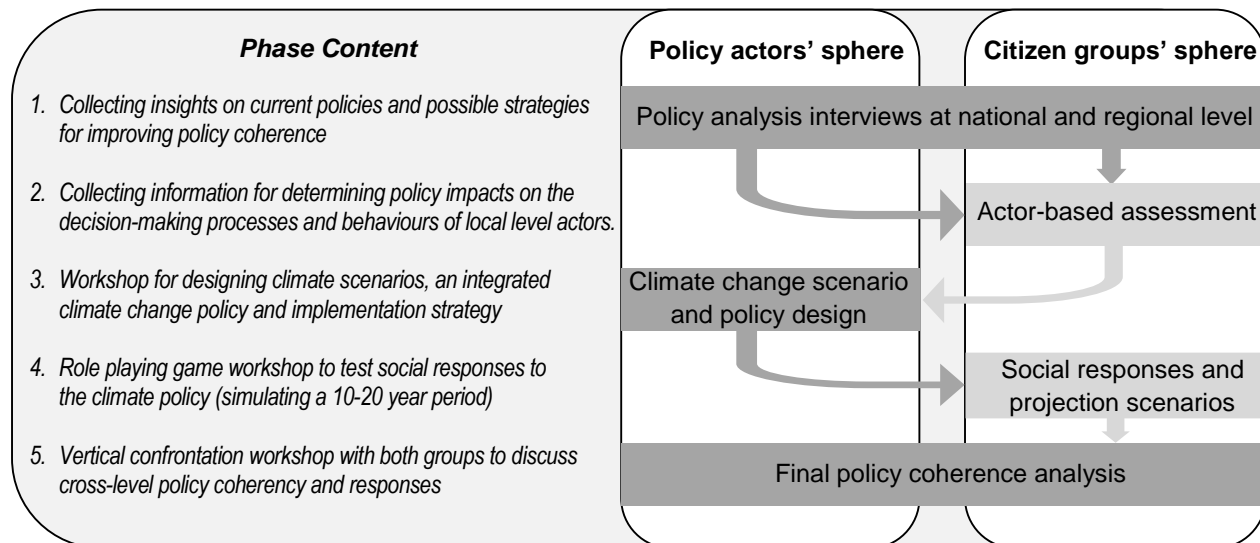 Phase Content
1. Collecting insights on current policies and possible strategies
for improving policy coherence
2. Collecting information for determining policy impacts on the
decision-making processes and behaviours of local level actors.
3. Workshop for designing climate scenarios, an integrated
climate change policy and implementation strategy
4. Role playing game workshop to test social responses to
the climate policy (simulating a 10-20 year period)
5. Vertical confrontation workshop with both groups to discuss
cross-level policy coherency and responses
Policy actors' sphere
Citizen groups' sphere
Policy analysis interviews at national and regional level
Actor-based assessment
Climate change scenario
and policy design
Social responses and
projection scenarios
Final policy coherence analysis